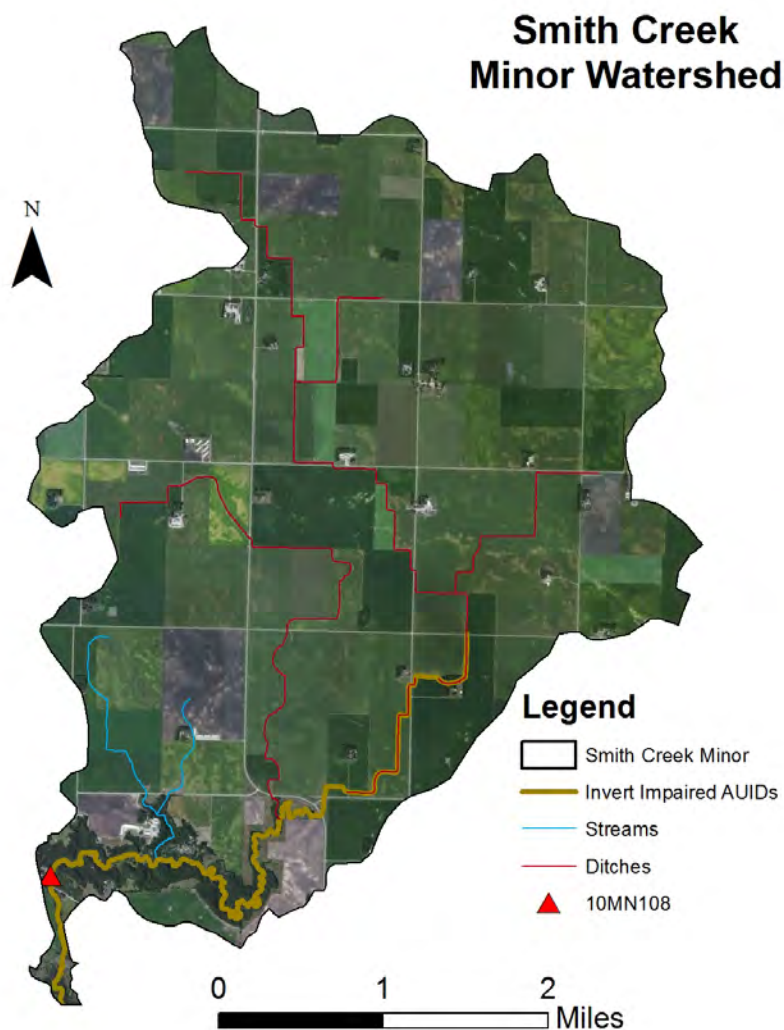 Smith Creek
Minor Watershed
N
Legend
Smith Creek Minor
Invert Impaired AUIDs
Streams
Ditches
10MN108
0 1 2
Miles